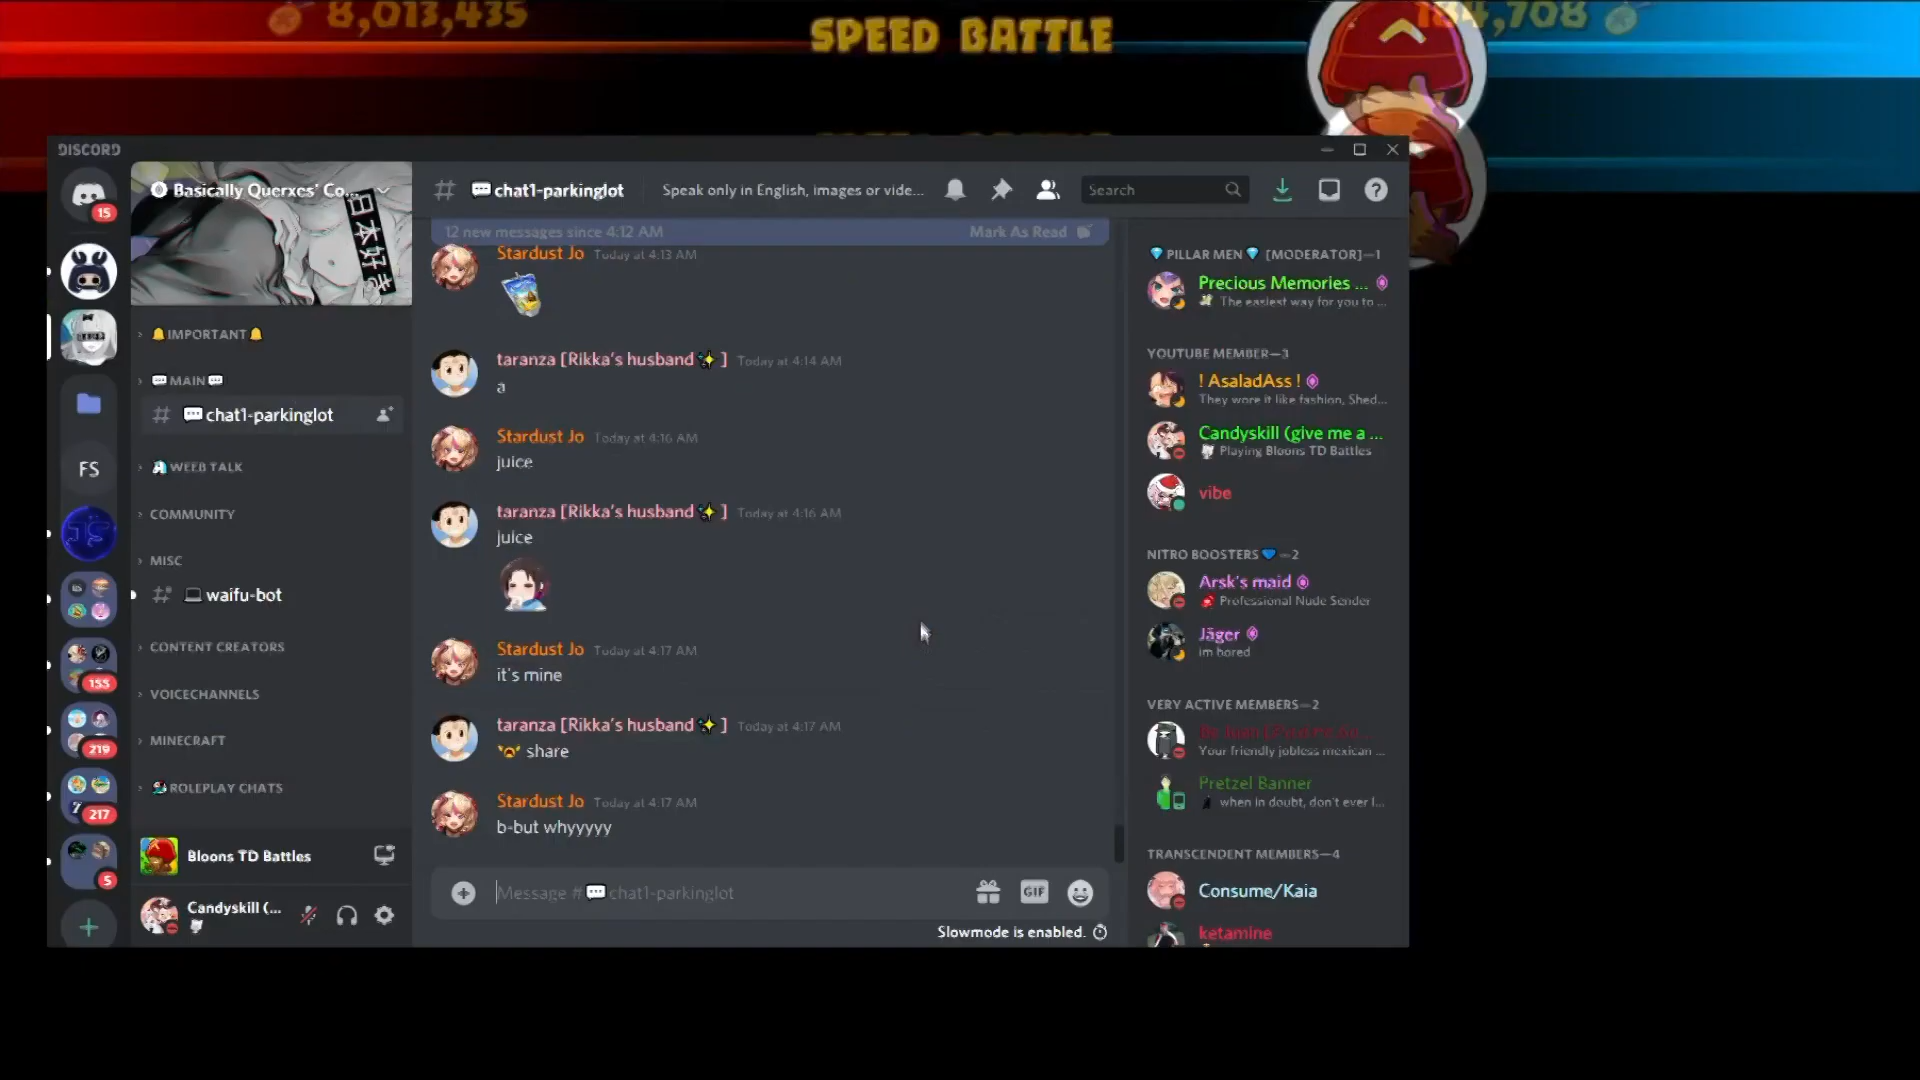 8,013,435
SPEED BATTLE
184,708
DISCORD
Basically Querxes' Co...
日本好き
chat1-parkinglot
Speak only in English, images or vide...
Search
15
12 new messages since 4:12 AM
Mark As Read
🔔IMPORTANT🔔
💬MAIN💬
# 💬chat1-parkinglot
WEEB TALK
COMMUNITY
MISC
💻waifu-bot
CONTENT CREATORS
VOICECHANNELS
MINECRAFT
ROLEPLAY CHATS
FS
155
219
217
5
Bloons TD Battles
Candyskill (...
Stardust Jo Today at 4:13 AM
taranza [Rikka's husband✨ ] Today at 4:14 AM
a
Stardust Jo Today at 4:16 AM
juice
taranza [Rikka's husband✨ ] Today at 4:16 AM
juice
Stardust Jo Today at 4:17 AM
it's mine
taranza [Rikka's husband✨ ] Today at 4:17 AM
share
Stardust Jo Today at 4:17 AM
b-but whyyyyy
Message #💬chat1-parkinglot
GIF
Slowmode is enabled.
💎PILLAR MEN💎 [MODERATOR]—1
Precious Memories ...
The easiest way for you to ...
YOUTUBE MEMBER—3
! AsaladAss !
They wore it like fashion, Shed...
Candyskill (give me a ...
Playing Bloons TD Battles
vibe
NITRO BOOSTERS💙—2
Arsk's maid
Professional Nude Sender
Jäger
im bored
VERY ACTIVE MEMBERS—2
Your friendly jobless mexican ...
Pretzel Banner
when in doubt, don't ever l...
TRANSCENDENT MEMBERS—4
Consume/Kaia
ketamine